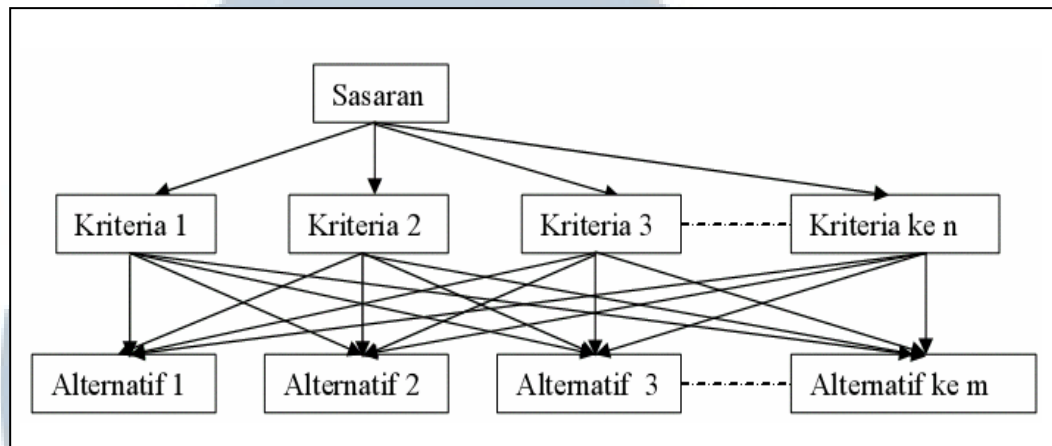 Sasaran
Kriteria 1
Kriteria 2
Kriteria 3
Kriteria ke n
Alternatif 1
Alternatif 2
Alternatif 3
Alternatif ke m